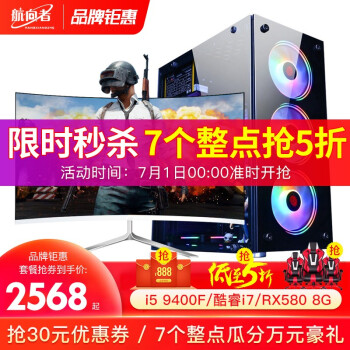 航向者 品牌钜惠
限时秒杀 7个整点抢5折
活动时间：7月1日00:00准时开抢
品牌钜惠
套餐抢券到手价：
2568起
抢
888
低至5折
抢
抢
抢
i5 9400F/酷睿i7/RX580 8G
抢30元优惠券 / 7个整点瓜分万元豪礼